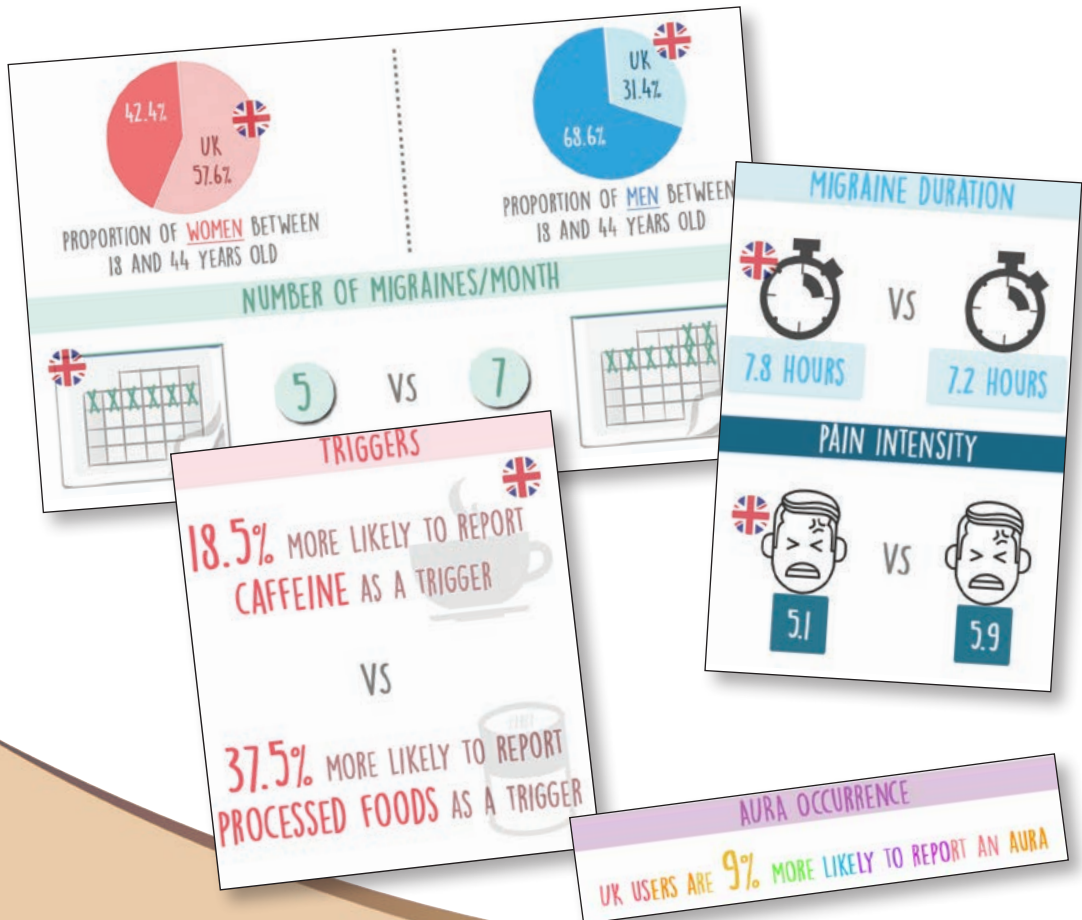 42.4%
UK
57.6%
PROPORTION OF WOMEN BETWEEN
18 AND 44 YEARS OLD
UK
31.4%
68.6%
PROPORTION OF MEN BETWEEN
18 AND 44 YEARS OLD
NUMBER OF MIGRAINES/MONTH
XXXXXX
5
VS
7
XX
XXXXXXX
MIGRAINE DURATION
VS
7.8 HOURS
7.2 HOURS
PAIN INTENSITY
VS
5.1
5.9
TRIGGERS
18.5% MORE LIKELY TO REPORT
CAFFEINE AS A TRIGGER
VS
37.5% MORE LIKELY TO REPORT
PROCESSED FOODS AS A TRIGGER
AURA OCCURRENCE
UK USERS ARE 9% MORE LIKELY TO REPORT AN AURA